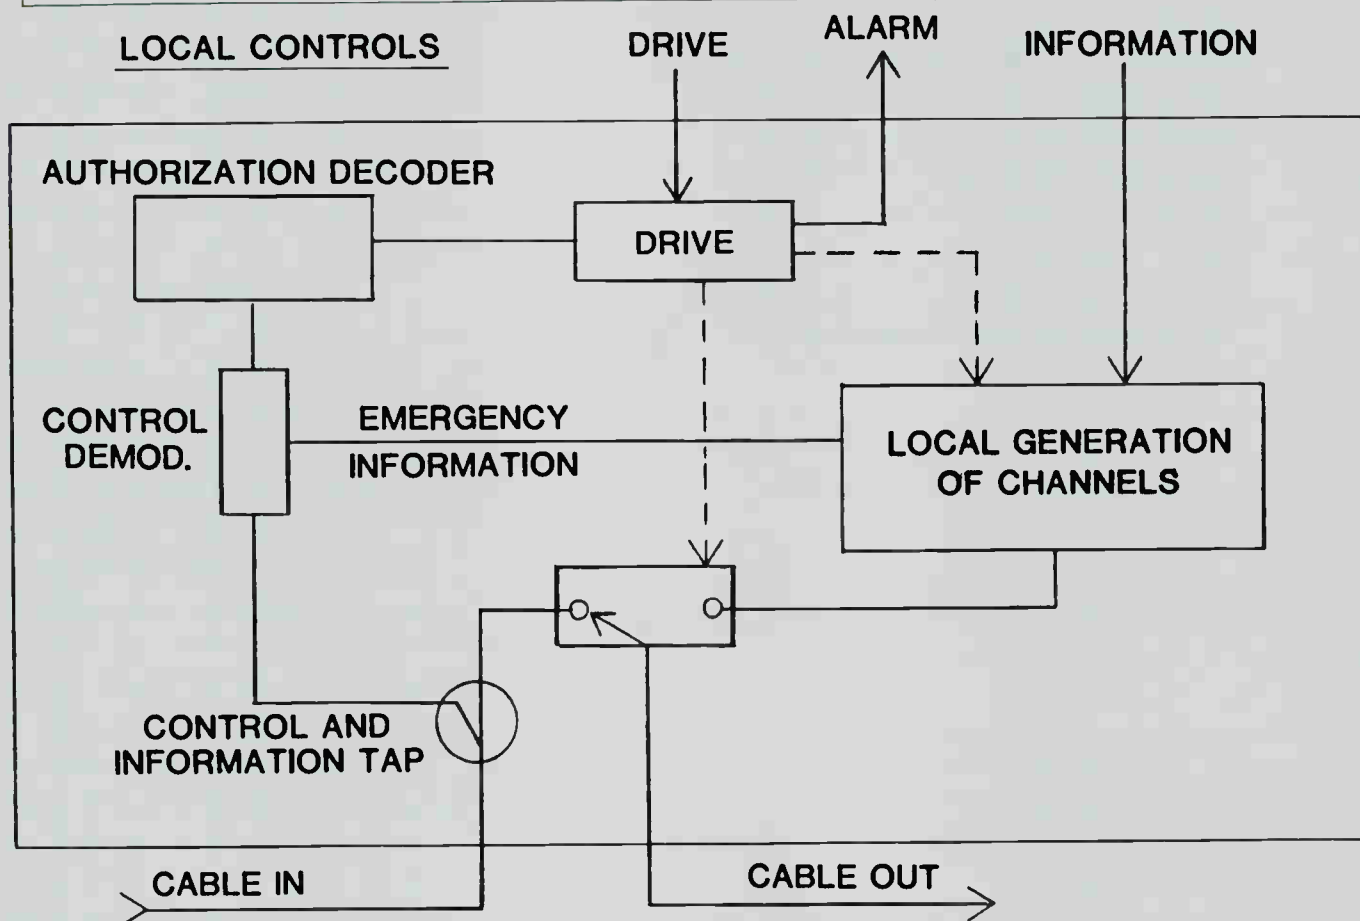 LOCAL CONTROLS
DRIVE
ALARM
INFORMATION
AUTHORIZATION DECODER
DRIVE
CONTROL
DEMOD.
EMERGENCY
INFORMATION
LOCAL GENERATION
OF CHANNELS
CONTROL AND
INFORMATION TAP
CABLE IN
CABLE OUT